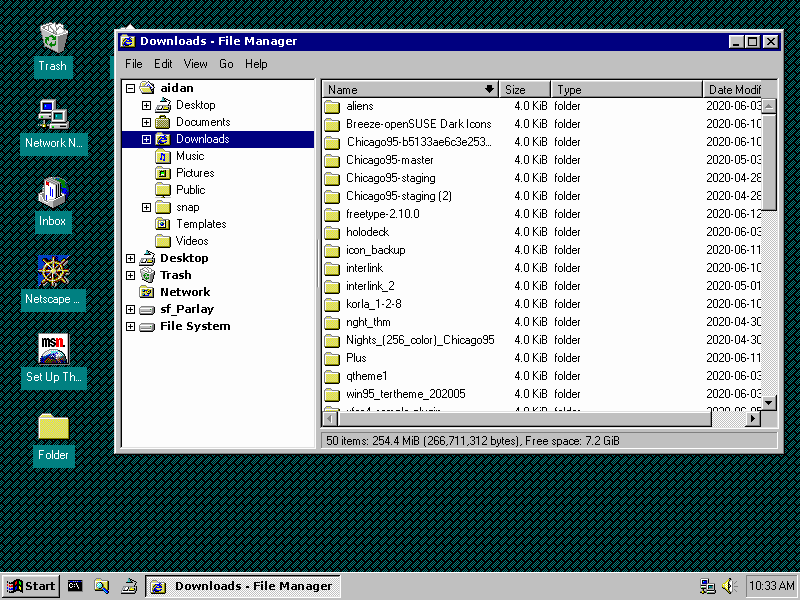 Trash
Network N...
Inbox
Netscape ...
msn.
Set Up Th...
Folder
Downloads - File Manager
File Edit View Go Help
aidan
Desktop
Documents
Downloads
Music
Pictures
Public
snap
Templates
Videos
Desktop
Trash
Network
sf_Parlay
File System
Name Size Type Date Modif
aliens 4.0 KiB folder 2020-06-03
Breeze-openSUSE Dark Icons 4.0 KiB folder 2020-06-10
Chicago95-b5133ae6c3e253... 4.0 KiB folder 2020-06-10
Chicago95-master 4.0 KiB folder 2020-05-03
Chicago95-staging 4.0 KiB folder 2020-04-28
Chicago95-staging (2) 4.0 KiB folder 2020-04-28
freetype-2.10.0 4.0 KiB folder 2020-06-12
holodeck 4.0 KiB folder 2020-06-03
icon_backup 4.0 KiB folder 2020-06-11
interlink 4.0 KiB folder 2020-06-10
interlink_2 4.0 KiB folder 2020-05-01
korla_1-2-8 4.0 KiB folder 2020-06-10
nght_thm 4.0 KiB folder 2020-04-30
Nights_(256_color)_Chicago95 4.0 KiB folder 2020-04-30
Plus 4.0 KiB folder 2020-06-11
qtheme1 4.0 KiB folder 2020-06-03
win95_tertheme_202005 4.0 KiB folder 2020-06-03
4.0 KiB folder
50 items: 254.4 MiB (266,711,312 bytes), Free space: 7.2 GiB
Start Downloads - File Manager 10:33 AM